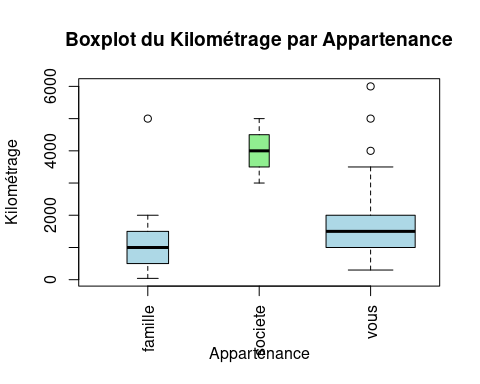 Boxplot du Kilométrage par Appartenance
Kilométrage
6000
4000
2000
0
famille
societe
vous
Appartenance